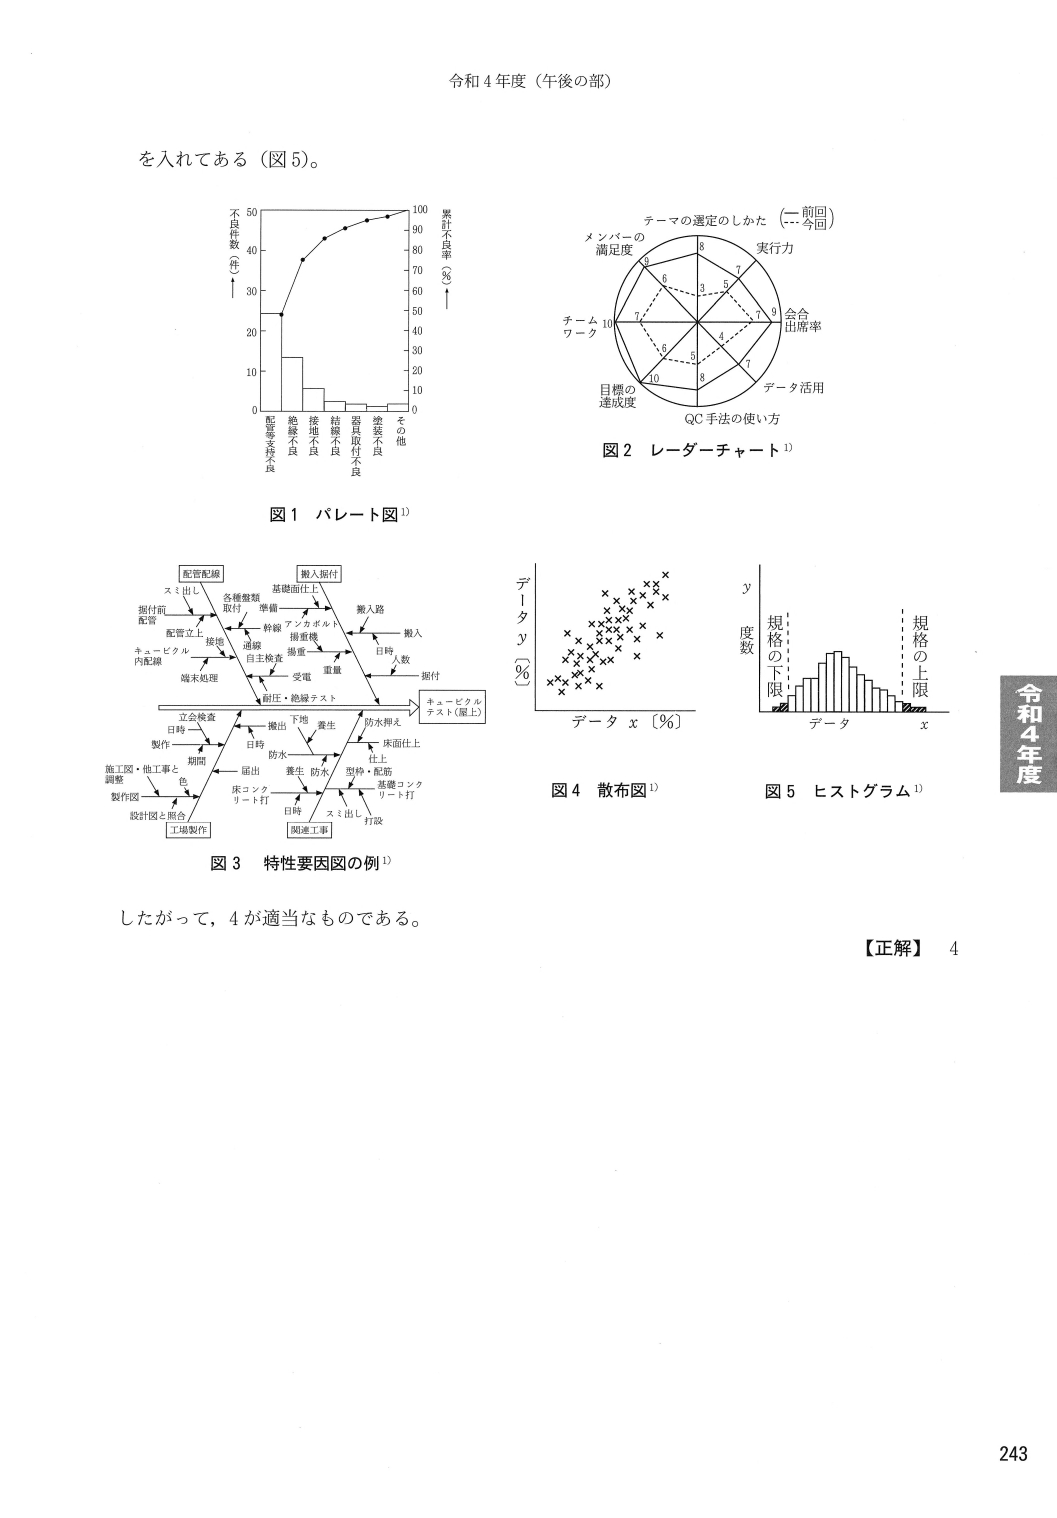 令和4年度（午後の部）
を入れてある（図5）。
不良件数（件）
50
40
30
20
10
0
100
90
80
70
60
50
40
30
20
10
0
累計不良率（%）
配管等支持不良
絶縁不良
接地不良
結線不良
器具取付不良
塗装不良
その他
図1　パレート図1)
テーマの選定のしかた
前回
今回
メンバーの
満足度
実行力
チーム
ワーク
会合
出席率
目標の
達成度
データ活用
QC手法の使い方
8
7
9
7
8
10
10
9
3
5
7
4
5
6
7
6
図2　レーダーチャート1)
配管配線
搬入据付
スミ出し
各種盤類
取付
据付前
配管
配管立上
幹線
接地
通線
キュービクル
内配線
自主検査
端末処理
受電
耐圧・絶縁テスト
基礎面仕上
準備
アンカボルト
搬入路
搬入
揚重機
揚重
日時
人数
重量
据付
キュービクル
テスト(屋上)
立会検査
日時
製作
期間
搬出
日時
施工図・他工事と
調整
色
届出
製作図
設計図と照合
工場製作
下地
養生
防水押え
防水
床面仕上
仕上
養生
防水
型枠・配筋
床コンク
リート打
基礎コンク
リート打
日時
スミ出し
打設
関連工事
図3　特性要因図の例1)
データy〔%〕
データ x〔%〕
図4　散布図1)
y
度数
規格の下限
規格の上限
データ
x
図5　ヒストグラム1)
したがって，4が適当なものである。
【正解】　4
令和4年度
243